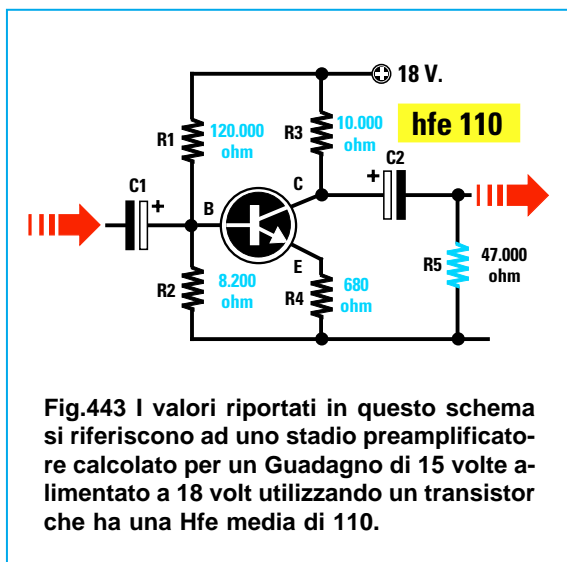 18 V.
R1
120.000
ohm
R3
10.000
ohm
hfe 110
C1
+
B
C
E
+
C2
R2
8.200
ohm
R4
680
ohm
R5
47.000
ohm
Fig.443 I valori riportati in questo schema
si riferiscono ad uno stadio preamplificato-
re calcolato per un Guadagno di 15 volte a-
limentato a 18 volt utilizzando un transistor
che ha una Hfe media di 110.